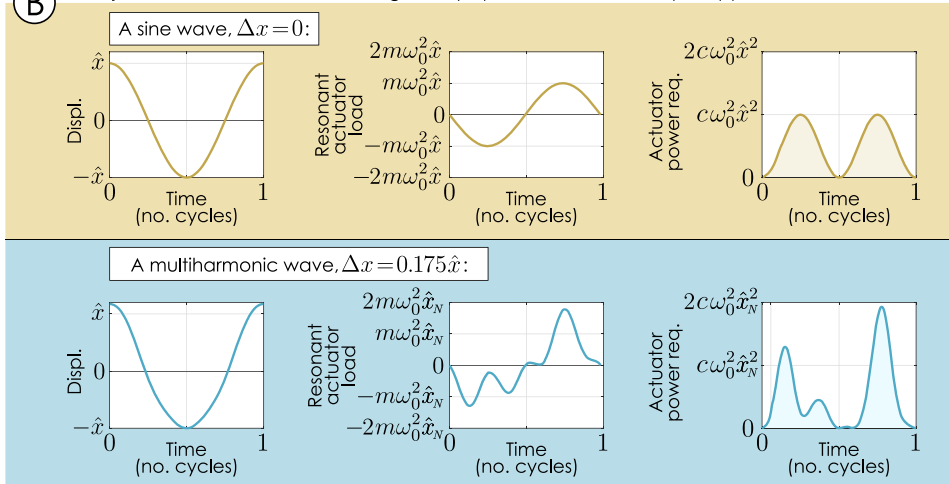 B
A sine wave, Δx=0:
x̂
0
−x̂
Displ.
0
1
Time
(no. cycles)
2mω₀²x̂
mω₀²x̂
0
−mω₀²x̂
−2mω₀²x̂
Resonant
actuator
load
0
1
Time
(no. cycles)
2cω₀²x̂²
cω₀²x̂²
0
Actuator
power req.
0
1
Time
(no. cycles)
A multiharmonic wave, Δx=0.175x̂:
x̂
0
−x̂
Displ.
0
1
Time
(no. cycles)
2mω₀²x̂_N
mω₀²x̂_N
0
−mω₀²x̂_N
−2mω₀²x̂_N
Resonant
actuator
load
0
1
Time
(no. cycles)
2cω₀²x̂_N²
cω₀²x̂_N²
0
Actuator
power req.
0
1
Time
(no. cycles)